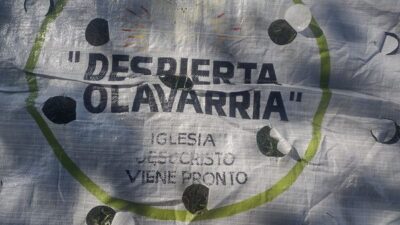 "DESPIERTA
OLAVARRIA"
IGLESIA
JESUCRISTO
VIENE PRONTO